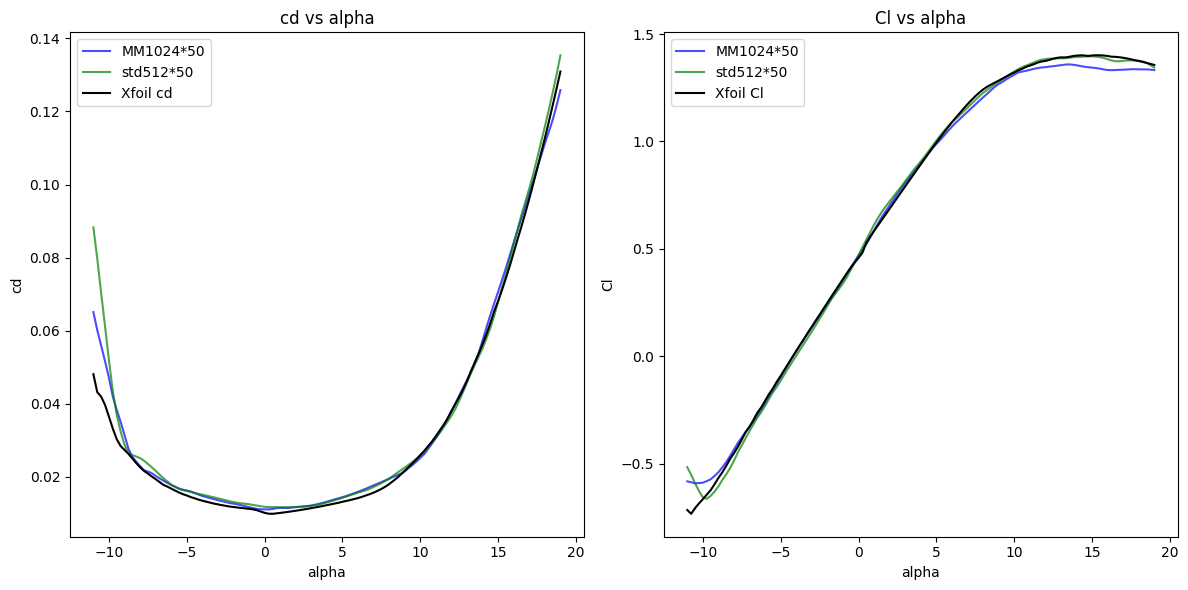 cd vs alpha
MM1024*50
std512*50
Xfoil cd
0.14
0.12
0.10
0.08
0.06
0.04
0.02
cd
−10 −5 0 5 10 15 20
alpha
Cl vs alpha
MM1024*50
std512*50
Xfoil Cl
1.5
1.0
0.5
0.0
−0.5
Cl
−10 −5 0 5 10 15 20
alpha